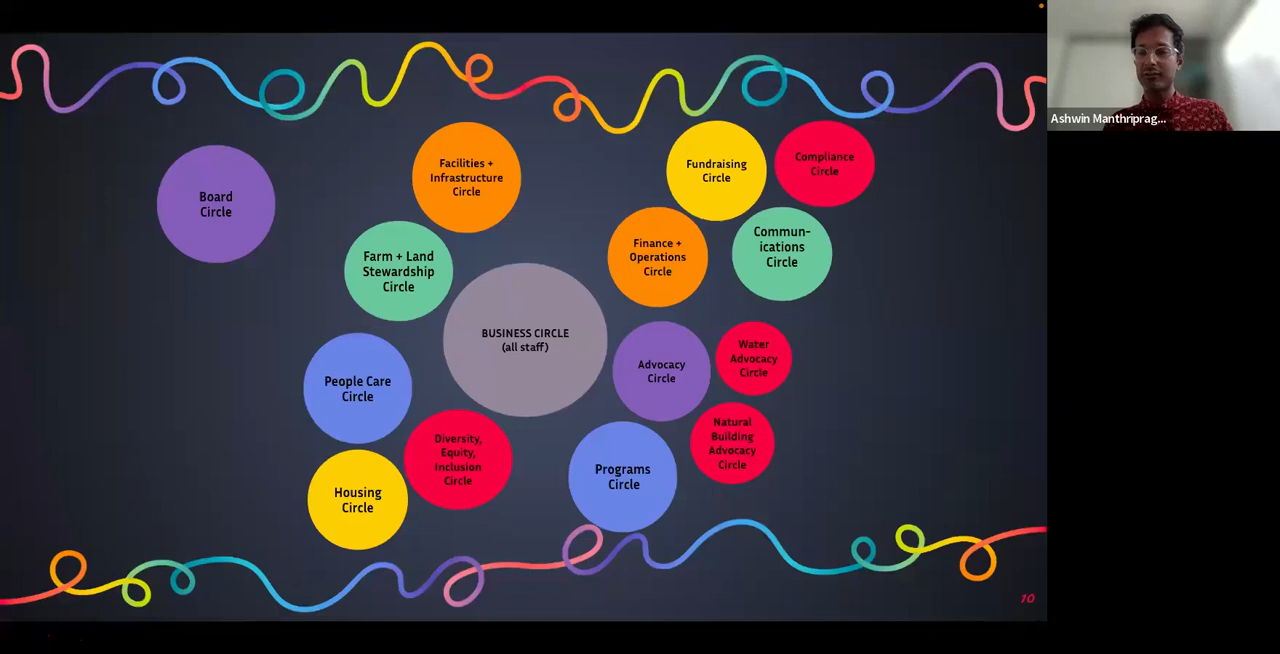 Ashwin Manthriprag...
Board
Circle
Facilities +
Infrastructure
Circle
Fundraising
Circle
Compliance
Circle
Farm + Land
Stewardship
Circle
Finance +
Operations
Circle
Commun-
ications
Circle
BUSINESS CIRCLE
(all staff)
People Care
Circle
Advocacy
Circle
Water
Advocacy
Circle
Diversity,
Equity,
Inclusion
Circle
Natural
Building
Advocacy
Circle
Housing
Circle
Programs
Circle
10